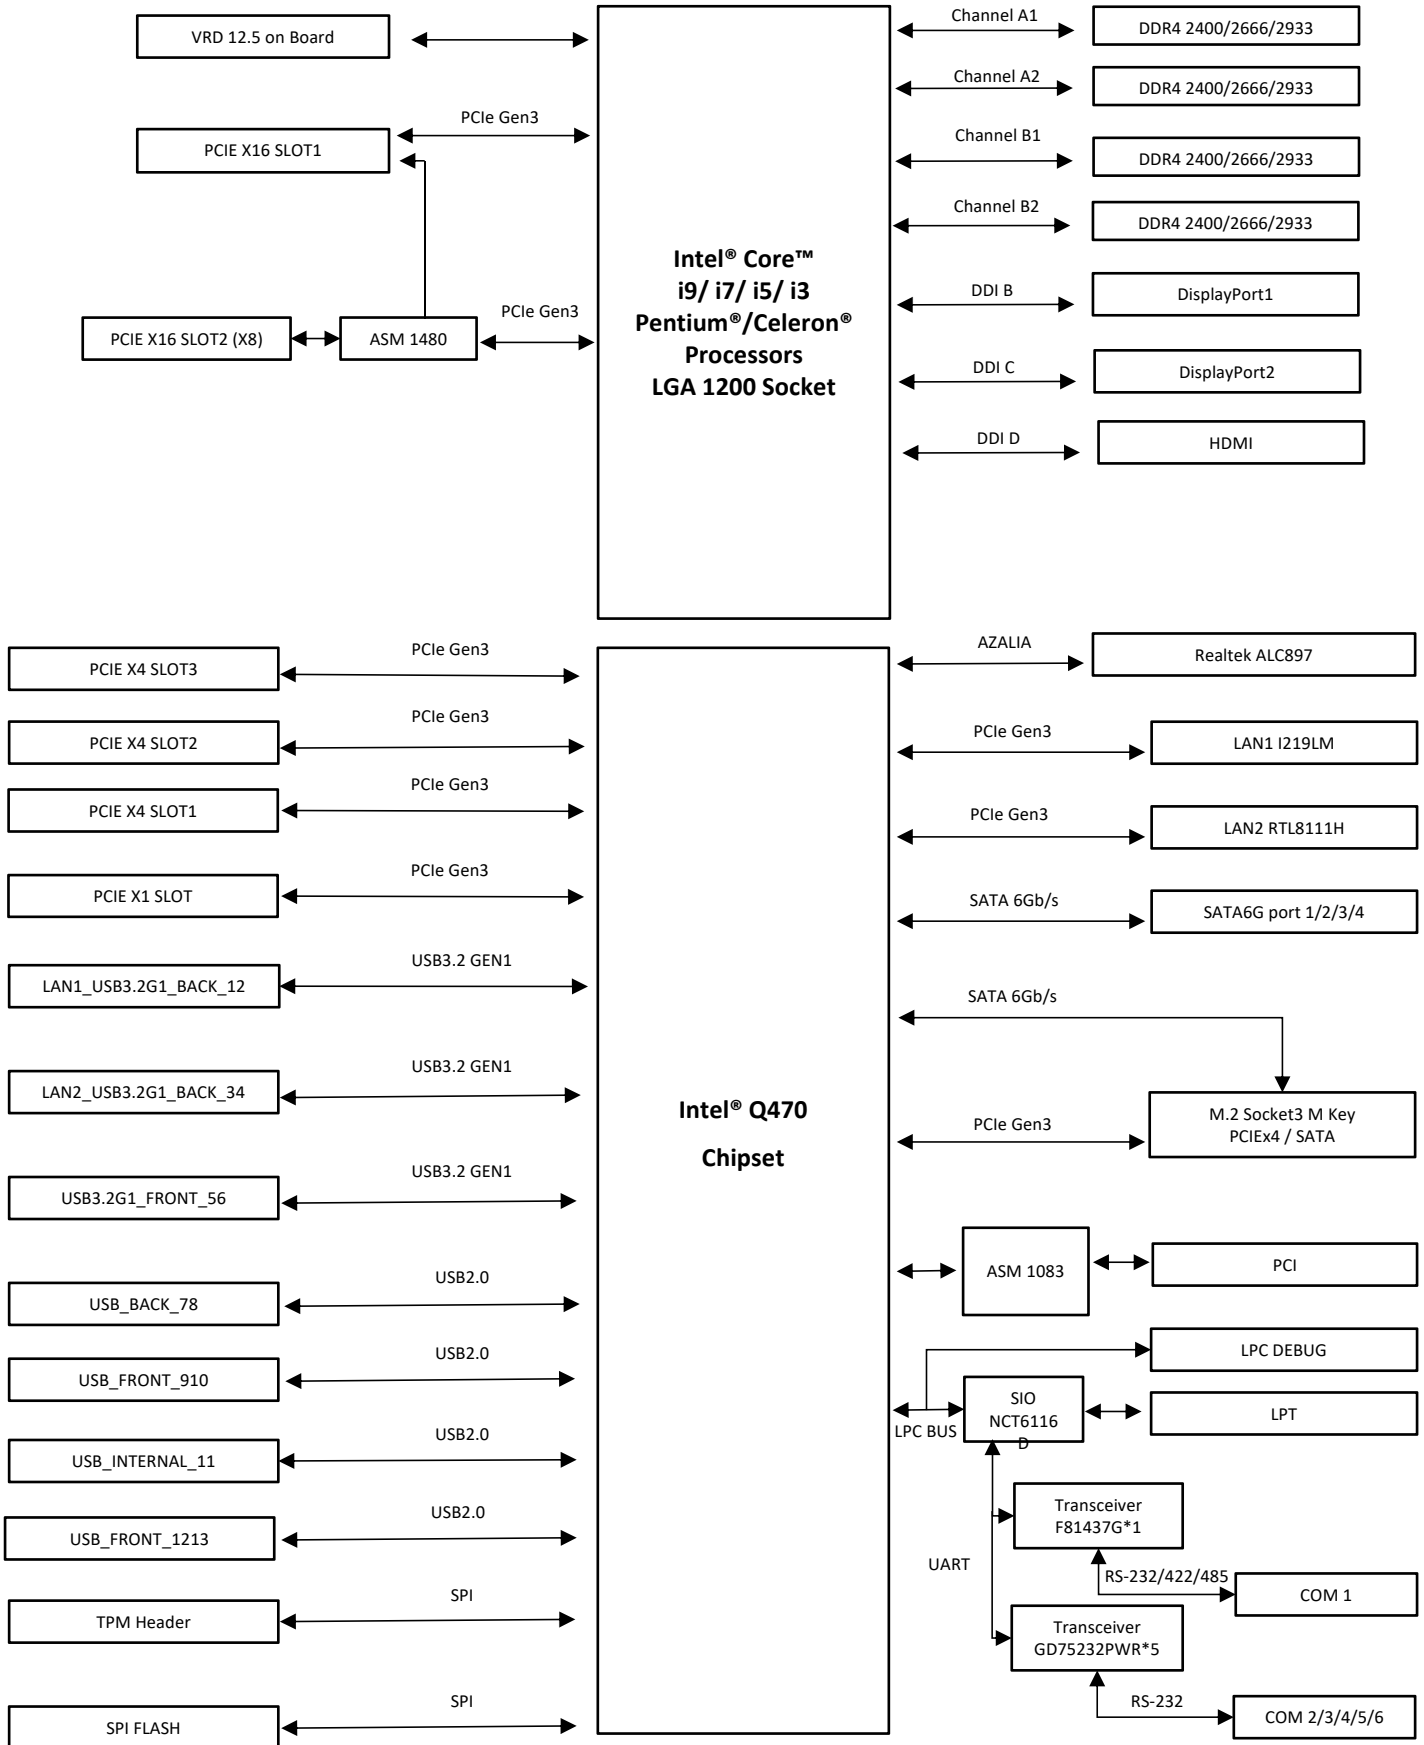 VRD 12.5 on Board
PCIe Gen3
PCIE X16 SLOT1
PCIe Gen3
PCIE X16 SLOT2 (X8)
ASM 1480
Intel® Core™
i9/ i7/ i5/ i3
Pentium®/Celeron®
Processors
LGA 1200 Socket
Channel A1
DDR4 2400/2666/2933
Channel A2
DDR4 2400/2666/2933
Channel B1
DDR4 2400/2666/2933
Channel B2
DDR4 2400/2666/2933
DDI B
DisplayPort1
DDI C
DisplayPort2
DDI D
HDMI
PCIe Gen3
PCIE X4 SLOT3
PCIe Gen3
PCIE X4 SLOT2
PCIe Gen3
PCIE X4 SLOT1
PCIe Gen3
PCIE X1 SLOT
USB3.2 GEN1
LAN1_USB3.2G1_BACK_12
USB3.2 GEN1
LAN2_USB3.2G1_BACK_34
USB3.2 GEN1
USB3.2G1_FRONT_56
USB2.0
USB_BACK_78
USB2.0
USB_FRONT_910
USB2.0
USB_INTERNAL_11
USB2.0
USB_FRONT_1213
SPI
TPM Header
SPI
SPI FLASH
Intel® Q470
Chipset
AZALIA
Realtek ALC897
PCIe Gen3
LAN1 I219LM
PCIe Gen3
LAN2 RTL8111H
SATA 6Gb/s
SATA6G port 1/2/3/4
SATA 6Gb/s
PCIe Gen3
M.2 Socket3 M Key
PCIEx4 / SATA
ASM 1083
PCI
LPC DEBUG
LPC BUS
SIO
NCT6116
D
LPT
UART
Transceiver
F81437G*1
RS-232/422/485
COM 1
Transceiver
GD75232PWR*5
RS-232
COM 2/3/4/5/6